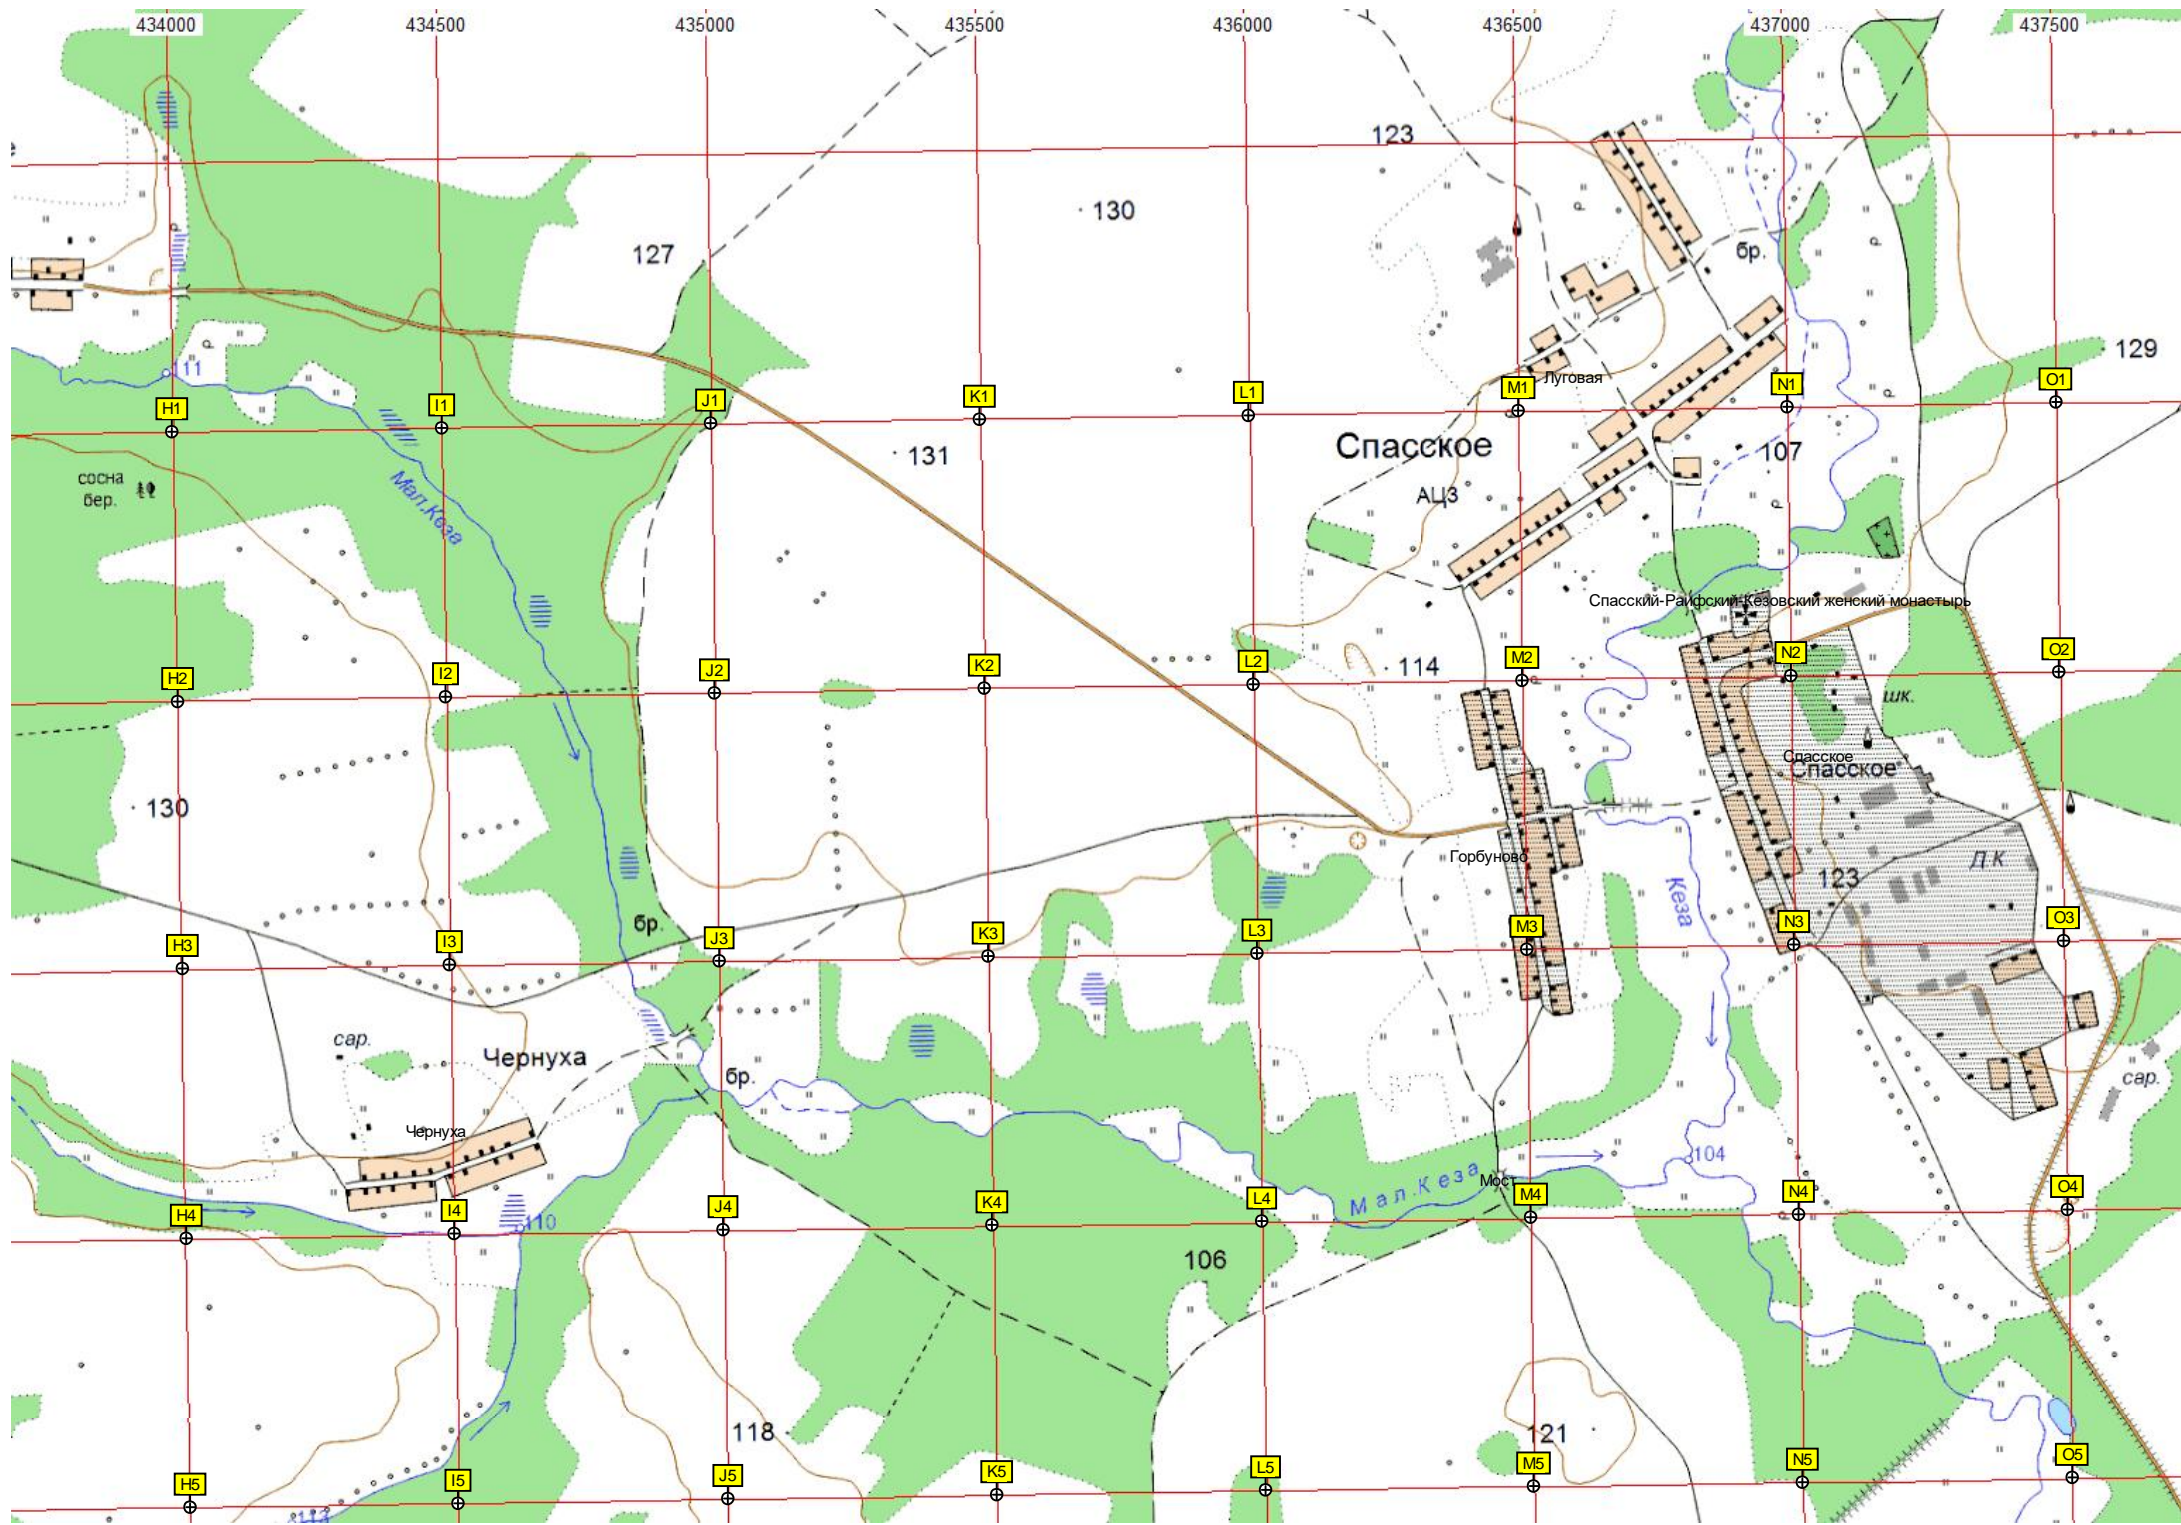 434000 434500 435000 435500 436000 436500 437000 437500
123
130
127
бр.
129
111
Луговая
H1 I1 J1 K1 L1 M1 N1 O1
Спасское
131
107
сосна
бер.
АЦЗ
Мал.Кеза
Спасский-Раифский-Кезовский женский монастырь
H2 I2 J2 K2 L2 M2 N2 O2
114
шк.
Спасское
Спасское
130
Горбуново
Д К
123
Кеза
бр.
H3 I3 J3 K3 L3 M3 N3 O3
сар.
Чернуха
бр.
сар.
Чернуха
104
Мал.Кеза
Мост
H4 I4 J4 K4 L4 M4 N4 O4
110
106
118
121
H5 I5 J5 K5 L5 M5 N5 O5